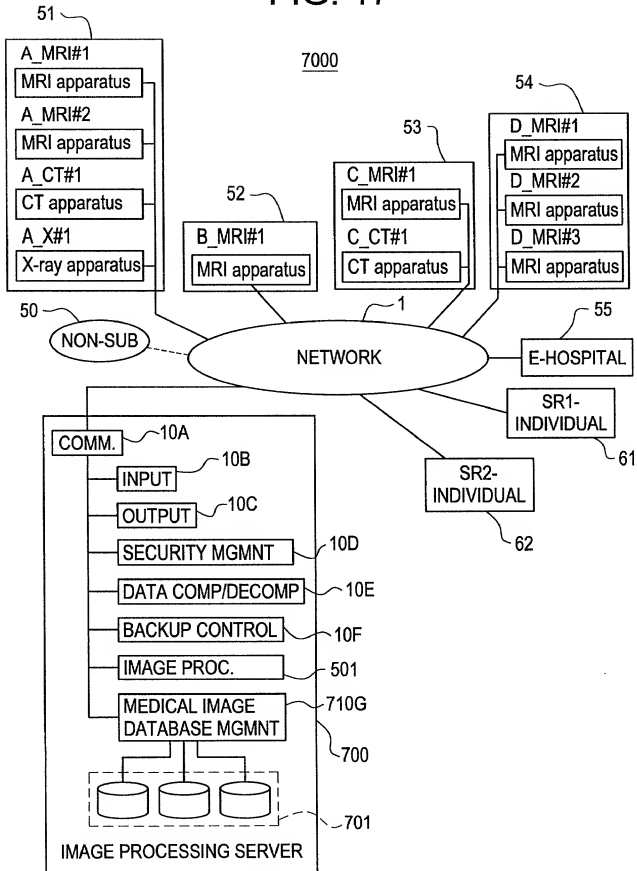 51
7000
A_MRI#1
MRI apparatus
A_MRI#2
MRI apparatus
A_CT#1
CT apparatus
A_X#1
X-ray apparatus
52
B_MRI#1
MRI apparatus
53
C_MRI#1
MRI apparatus
C_CT#1
CT apparatus
54
D_MRI#1
MRI apparatus
D_MRI#2
MRI apparatus
D_MRI#3
MRI apparatus
50
NON-SUB
1
NETWORK
55
E-HOSPITAL
SR1-
INDIVIDUAL
61
SR2-
INDIVIDUAL
62
COMM.
10A
INPUT
10B
OUTPUT
10C
SECURITY MGMNT
10D
DATA COMP/DECOMP
10E
BACKUP CONTROL
10F
IMAGE PROC.
501
MEDICAL IMAGE
DATABASE MGMNT
710G
700
701
IMAGE PROCESSING SERVER